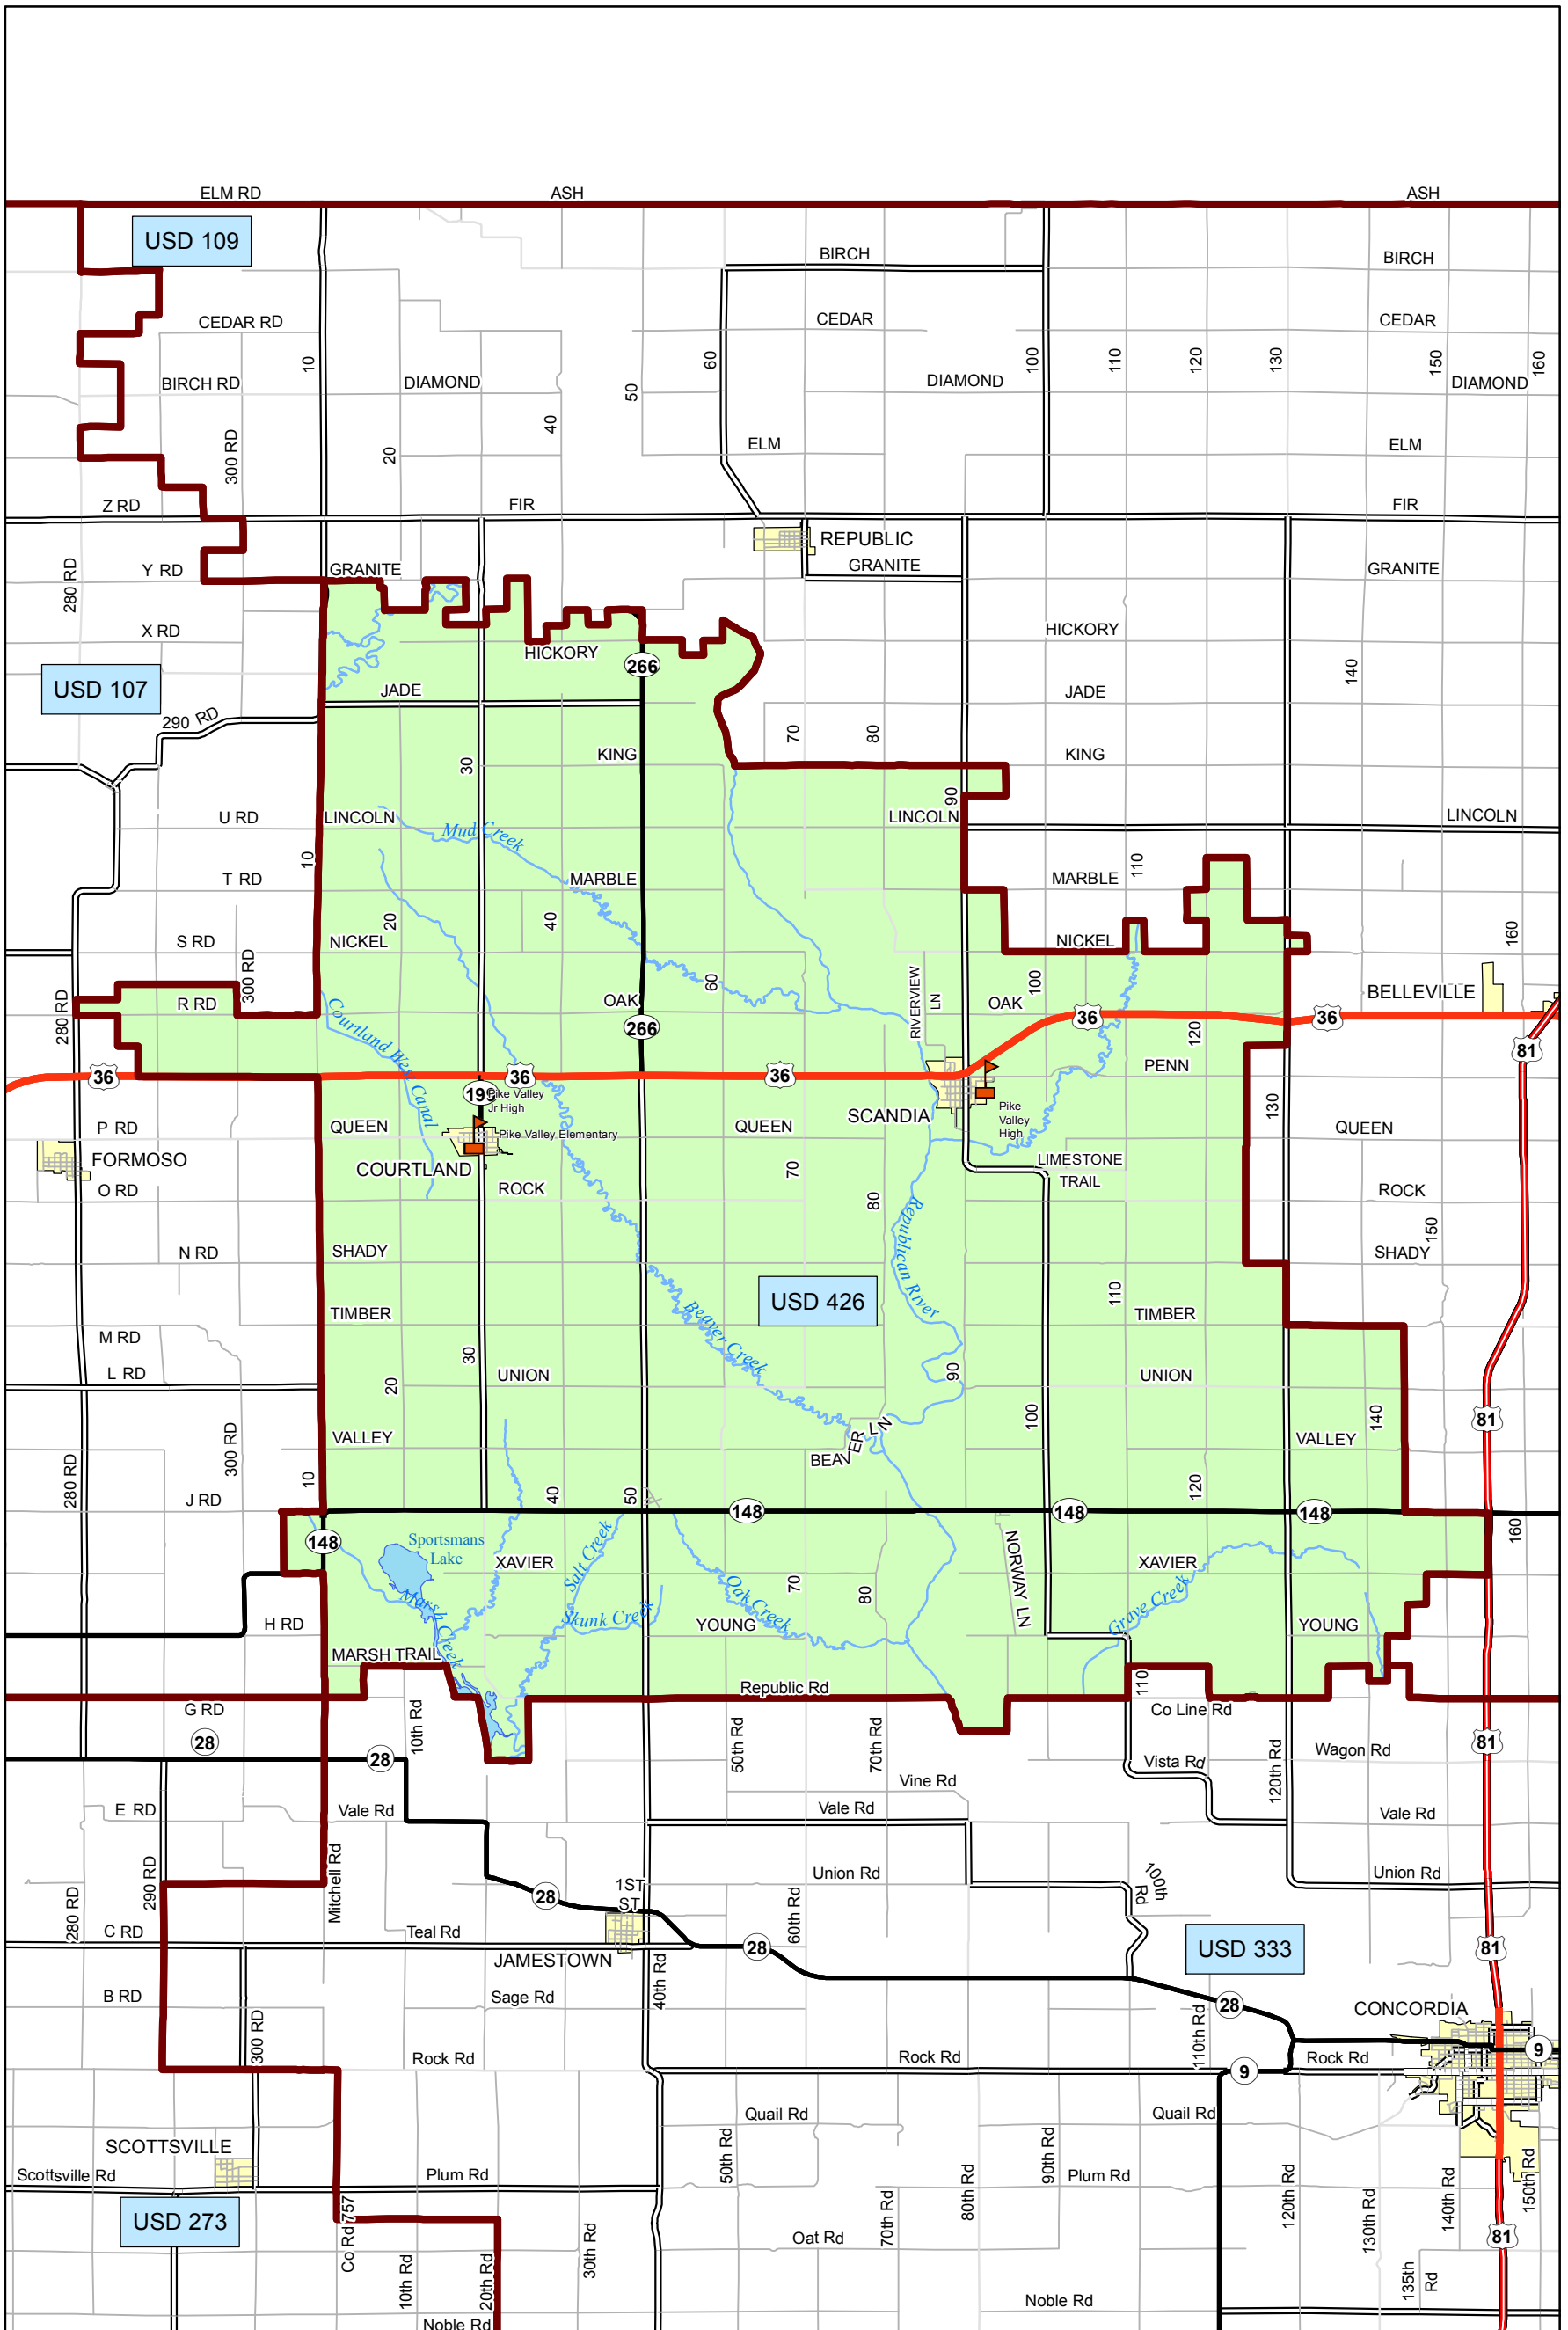 ELM RD
ASH
ASH
USD 109
BIRCH
BIRCH
CEDAR RD
CEDAR
CEDAR
10
60
100
110
120
130
150
160
BIRCH RD
DIAMOND
50
DIAMOND
DIAMOND
300 RD
20
40
ELM
ELM
Z RD
FIR
FIR
REPUBLIC
280 RD
Y RD
GRANITE
GRANITE
GRANITE
X RD
HICKORY
HICKORY
266
140
USD 107
JADE
JADE
290 RD
70
80
30
KING
KING
90
U RD
LINCOLN
LINCOLN
LINCOLN
Mud Creek
10
T RD
MARBLE
MARBLE
110
20
40
S RD
NICKEL
NICKEL
160
300 RD
60
100
280 RD
R RD
Courtland West Canal
OAK
RIVERVIEW
LN
OAK
BELLEVILLE
266
36
36
120
81
36
36
36
PENN
199
Pike Valley
Jr High
130
P RD
QUEEN
Pike Valley Elementary
QUEEN
SCANDIA
Pike
Valley
High
QUEEN
FORMOSO
COURTLAND
70
LIMESTONE
TRAIL
O RD
ROCK
80
ROCK
Republican River
150
N RD
SHADY
SHADY
USD 426
110
M RD
TIMBER
Beaver Creek
TIMBER
30
L RD
UNION
90
UNION
20
100
140
81
300 RD
VALLEY
BEAVER LN
VALLEY
280 RD
10
40
50
120
J RD
148
148
148
160
148
Sportsmans
Lake
XAVIER
Salt Creek
NORWAY LN
XAVIER
70
80
Oak Creek
Marsh Creek
Skunk Creek
Grave Creek
H RD
YOUNG
YOUNG
MARSH TRAIL
110
Republic Rd
G RD
10th Rd
50th Rd
70th Rd
Co Line Rd
28
28
120th Rd
Wagon Rd
81
Vista Rd
Vine Rd
E RD
Vale Rd
Vale Rd
Vale Rd
290 RD
Mitchell Rd
Union Rd
100th
Rd
Union Rd
280 RD
28
1ST
ST
60th Rd
C RD
Teal Rd
JAMESTOWN
28
USD 333
81
40th Rd
B RD
Sage Rd
28
CONCORDIA
300 RD
110th Rd
Rock Rd
Rock Rd
9
Rock Rd
9
Quail Rd
Quail Rd
SCOTTSVILLE
Scottsville Rd
Plum Rd
50th Rd
90th Rd
Plum Rd
USD 273
Co Rd 757
10th Rd
20th Rd
30th Rd
Oat Rd
70th Rd
80th Rd
120th Rd
130th Rd
140th Rd
150th Rd
81
135th
Rd
Noble Rd
Noble Rd